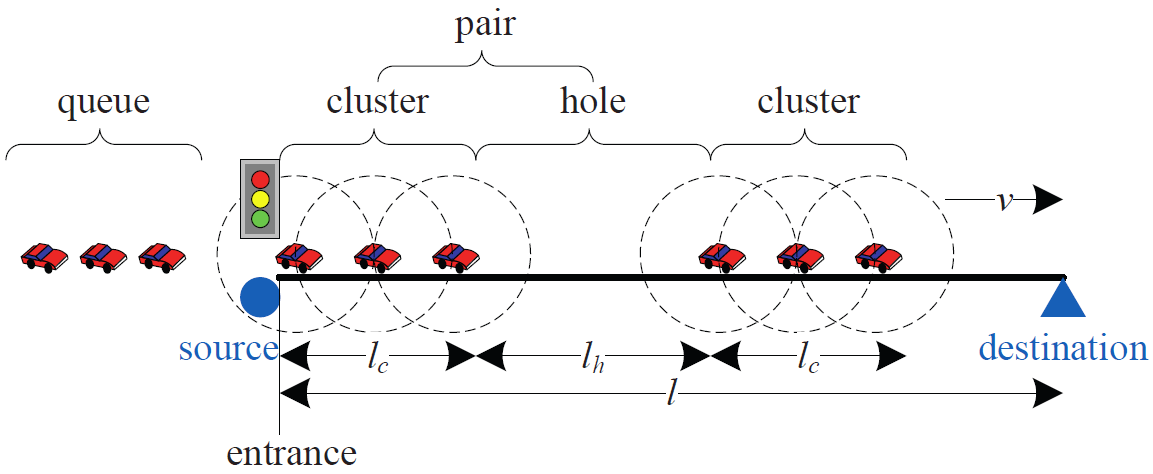 pair
queue
cluster
hole
cluster
v
source
destination
l_c
l_h
l_c
l
entrance